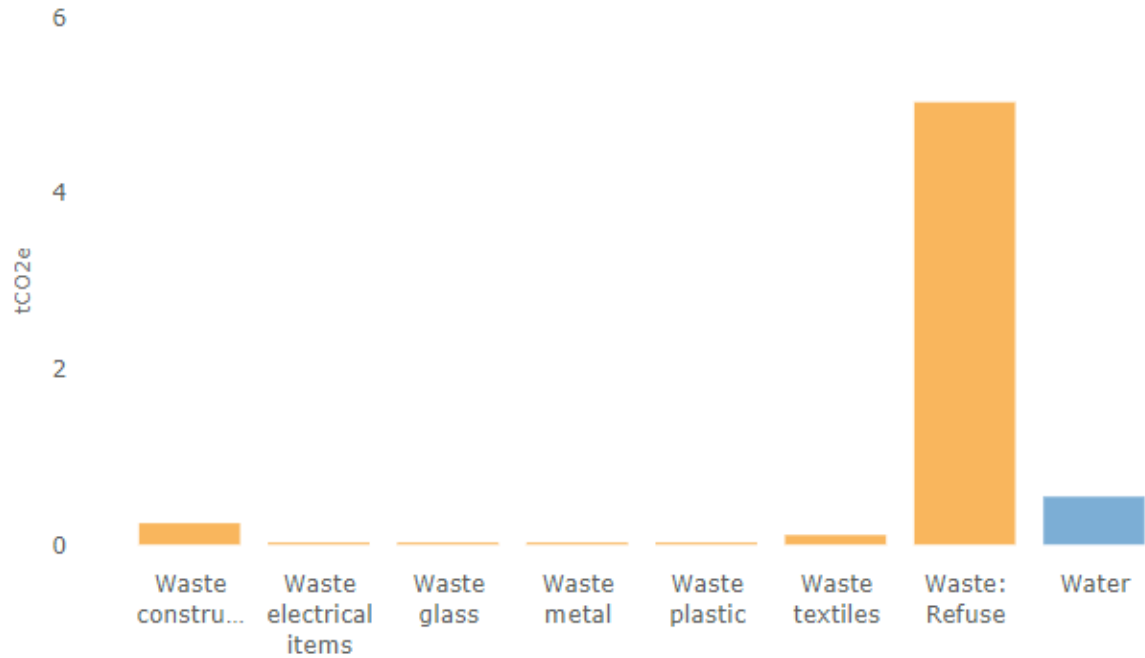 6
4
2
0
tCO2e
Waste constru...
Waste electrical items
Waste glass
Waste metal
Waste plastic
Waste textiles
Waste: Refuse
Water